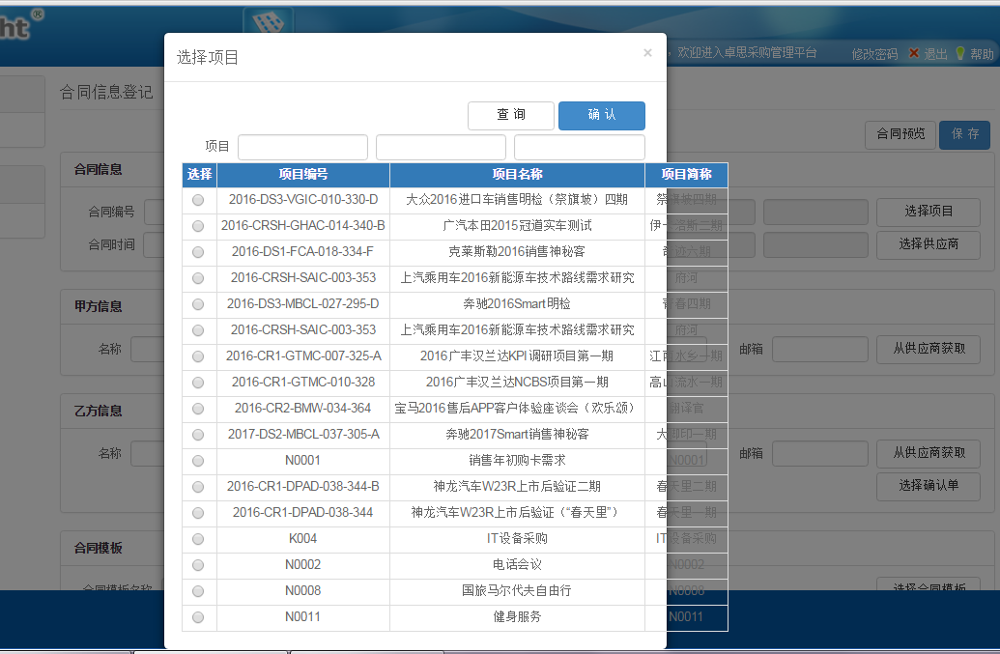 ht®
欢迎进入卓思采购管理平台 修改密码 退出 帮助
选择项目 ×
合同信息登记
查 询 确 认
合同预览 保 存
项目
合同信息
选择 项目编号 项目名称 项目简称
2016-DS3-VGIC-010-330-D 大众2016进口车销售明检（祭旗坡）四期 祭旗坡四期
合同编号 选择项目
2016-CRSH-GHAC-014-340-B 广汽本田2015冠道实车测试 伊卡洛斯二期
合同时间 选择供应商
2016-DS1-FCA-018-334-F 克莱斯勒2016销售神秘客 奇迹六期
2016-CRSH-SAIC-003-353 上汽乘用车2016新能源车技术路线需求研究 府河
甲方信息
2016-DS3-MBCL-027-295-D 奔驰2016Smart明检 青春四期
2016-CRSH-SAIC-003-353 上汽乘用车2016新能源车技术路线需求研究 府河
名称 邮箱 从供应商获取
2016-CR1-GTMC-007-325-A 2016广丰汉兰达KPI调研项目第一期 江南水乡一期
2016-CR1-GTMC-010-328 2016广丰汉兰达NCBS项目第一期 高山流水一期
乙方信息
2016-CR2-BMW-034-364 宝马2016售后APP客户体验座谈会（欢乐颂） 翻译官
2017-DS2-MBCL-037-305-A 奔驰2017Smart销售神秘客 大脚印一期
名称 邮箱 从供应商获取
N0001 销售年初购卡需求 N0001
选择确认单
2016-CR1-DPAD-038-344-B 神龙汽车W23R上市后验证二期 春天里二期
2016-CR1-DPAD-038-344 神龙汽车W23R上市后验证（“春天里”） 春天里一期
合同模板
K004 IT设备采购 IT设备采购
N0002 电话会议 N0002
合同模板名称 选择合同模板
N0008 国旅马尔代夫自由行 N0008
N0011 健身服务 N0011